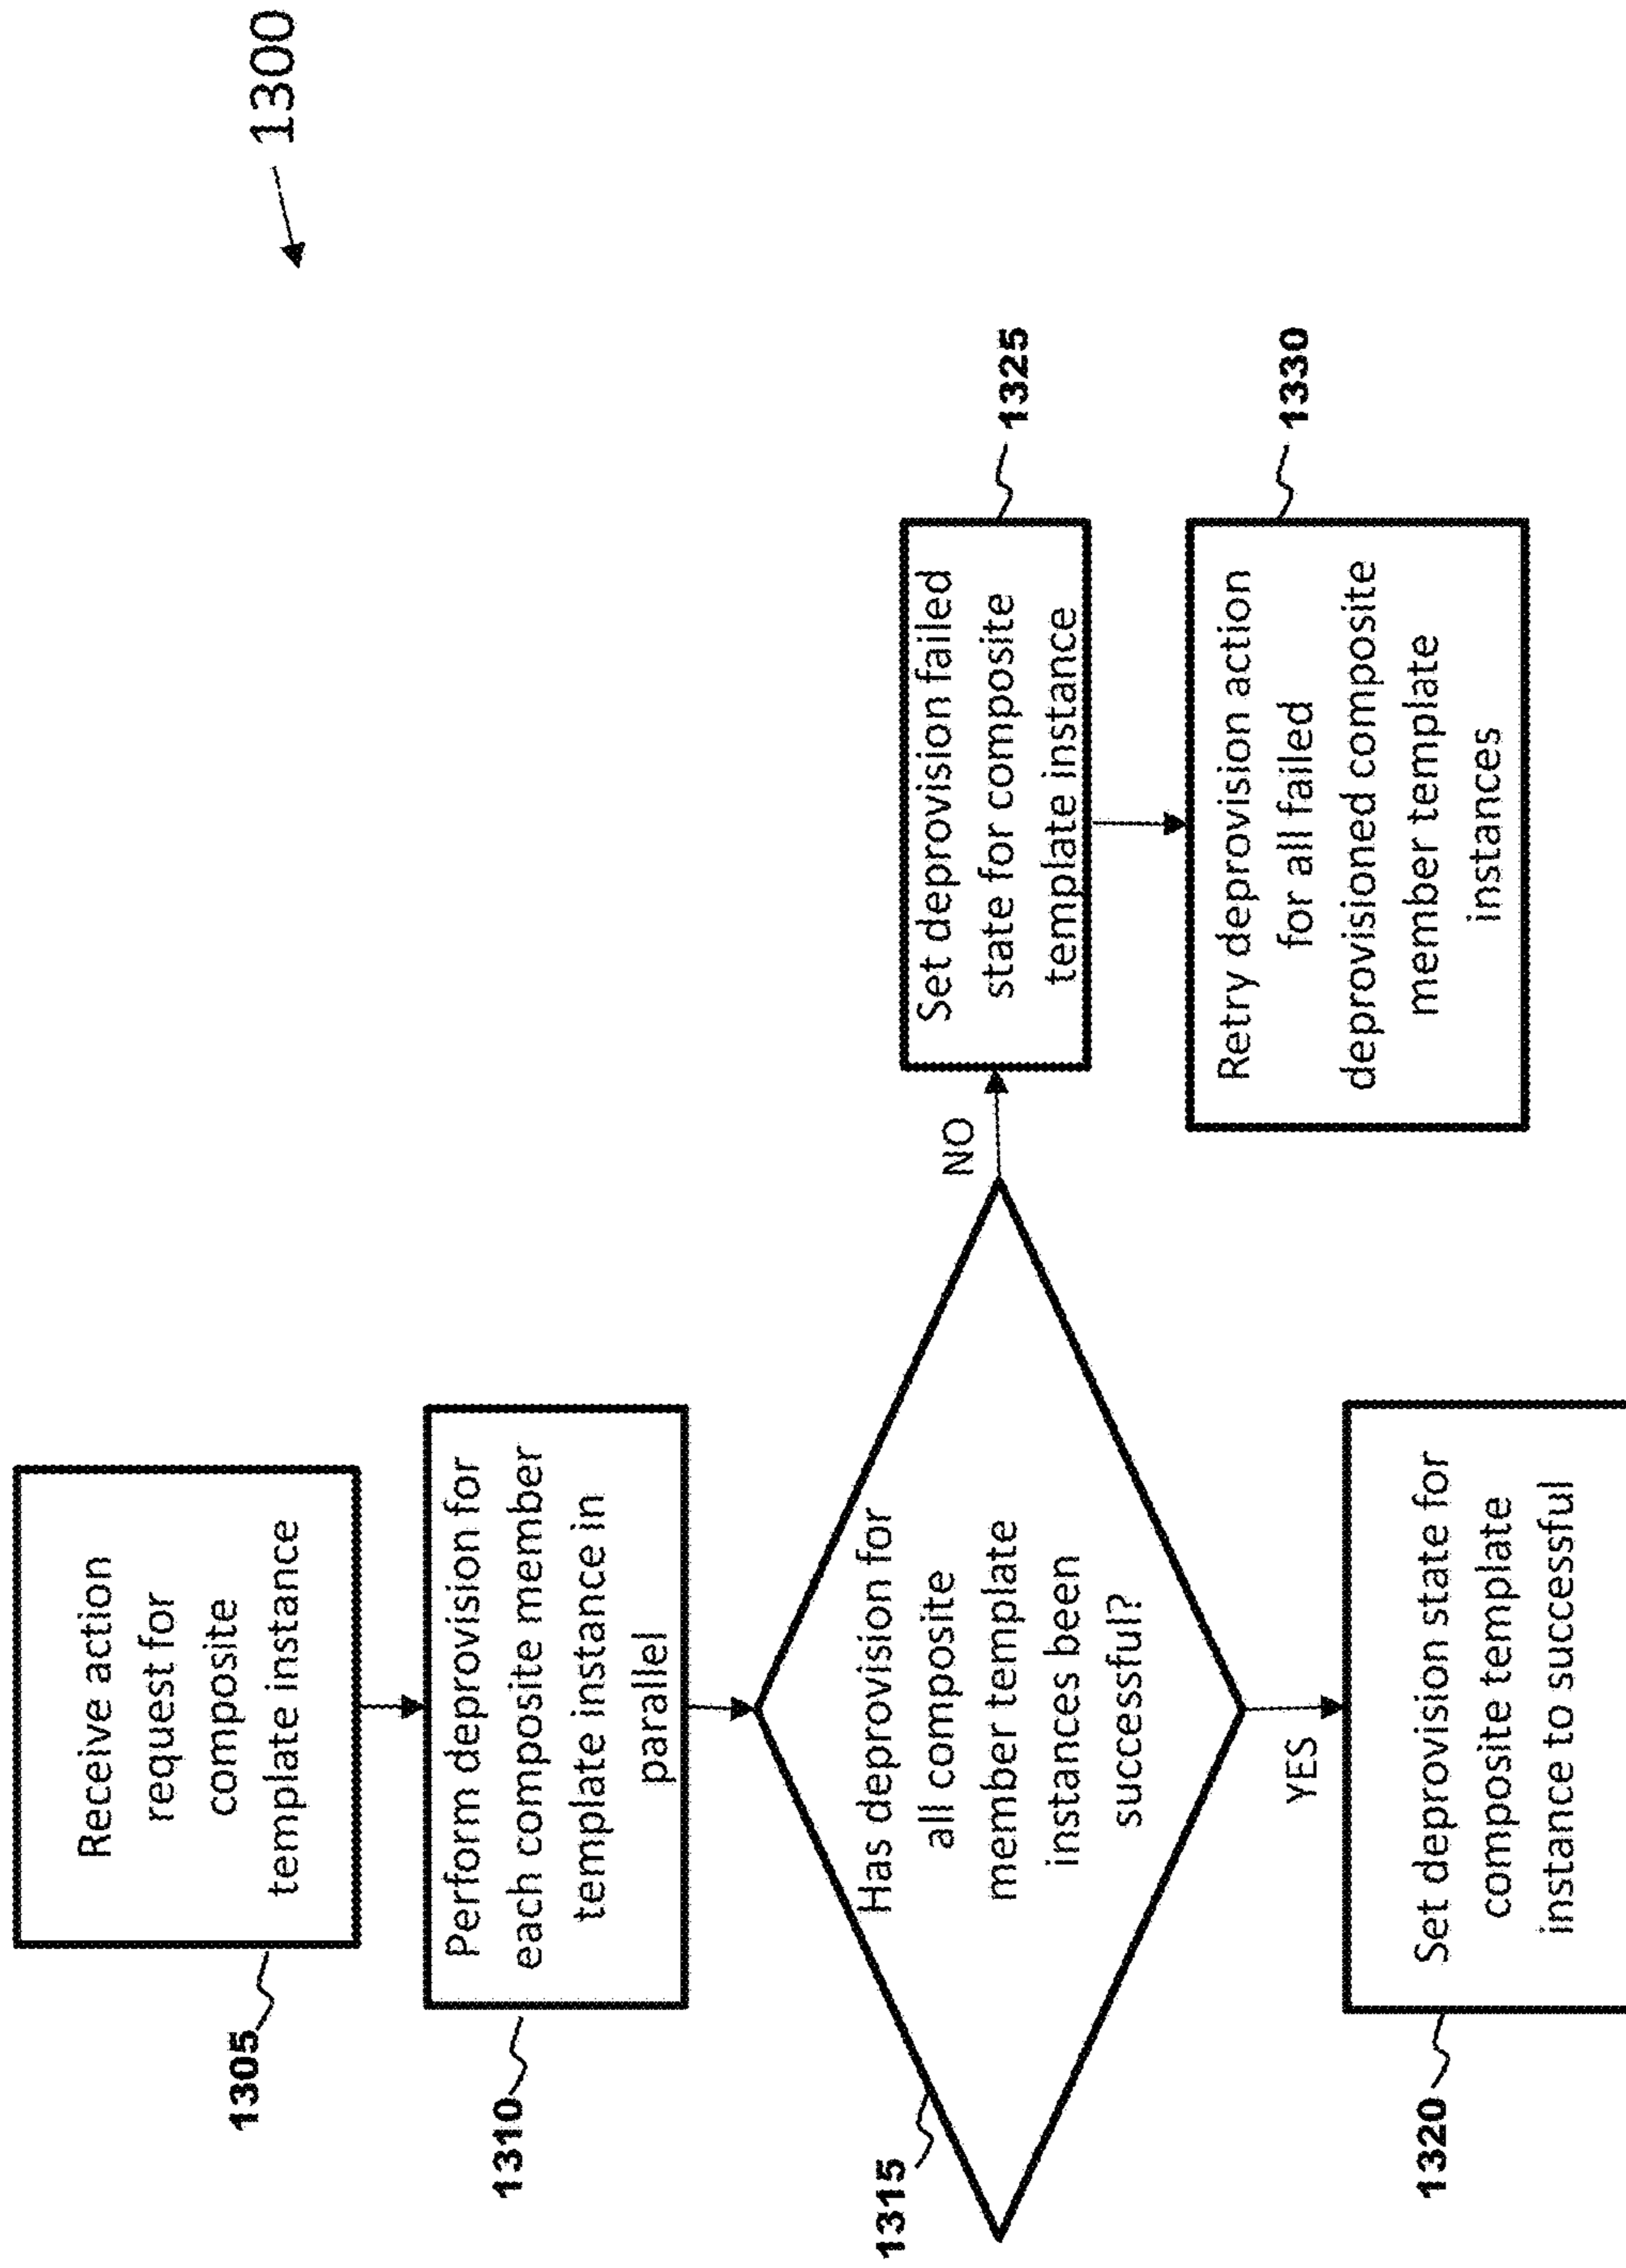 1300
1305
Receive action
request for
composite
template instance
1310
Perform deprovision for
each composite member
template instance in
parallel
1315
Has deprovision for
all composite
member template
instances been
successful?
NO
Set deprovision failed
state for composite
template instance
1325
Retry deprovision action
for all failed
deprovisioned composite
member template
instances
1330
YES
1320
Set deprovision state for
composite template
instance to successful